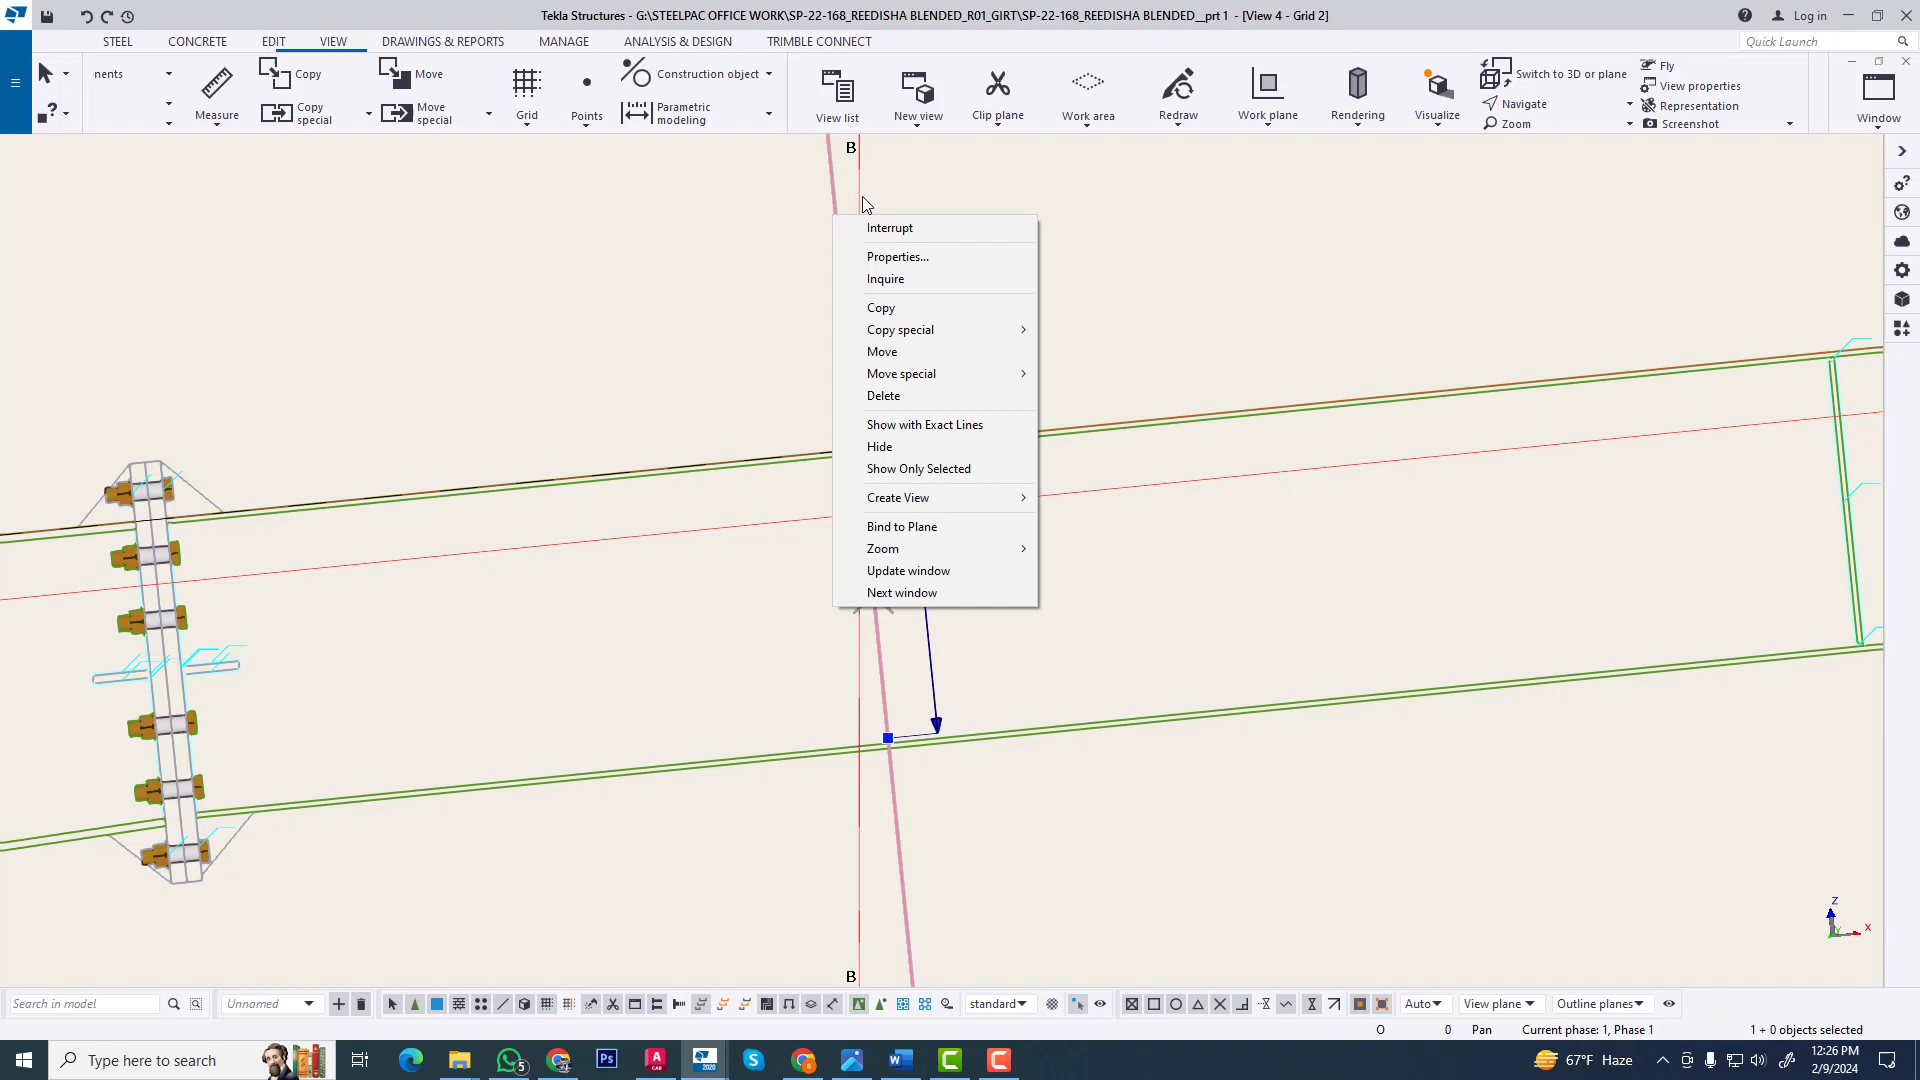 Tekla Structures - G:\STEELPAC OFFICE WORK\SP-22-168_REEDISHA BLENDED_R01_GIRT\SP-22-168_REEDISHA BLENDED__prt 1 - [View 4 - Grid 2]
Log in
STEEL
CONCRETE
EDIT
VIEW
DRAWINGS & REPORTS
MANAGE
ANALYSIS & DESIGN
TRIMBLE CONNECT
Quick Launch
nents
Measure
Copy
Copy
special
Move
Move
special
Grid
Points
Construction object
Parametric
modeling
View list
New view
Clip plane
Work area
Redraw
Work plane
Rendering
Visualize
Switch to 3D or plane
Navigate
Zoom
Fly
View properties
Representation
Screenshot
Window
B
Interrupt
Properties...
Inquire
Copy
Copy special
Move
Move special
Delete
Show with Exact Lines
Hide
Show Only Selected
Create View
Bind to Plane
Zoom
Update window
Next window
B
Z
Y
X
Search in model
Unnamed
standard
Auto
View plane
Outline planes
O
0
Pan
Current phase: 1, Phase 1
1 + 0 objects selected
Type here to search
5
Ps
A
CAD
2020
S
W
C
C
67°F Haze
12:26 PM
2/9/2024